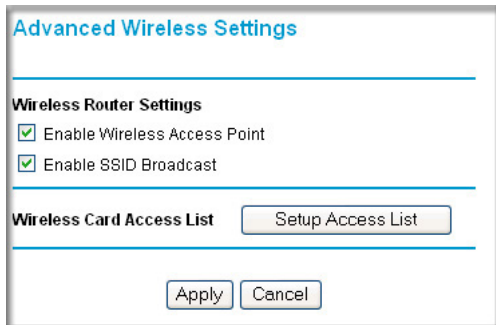 Advanced Wireless Settings
Wireless Router Settings
Enable Wireless Access Point
Enable SSID Broadcast
Wireless Card Access List Setup Access List
Apply Cancel